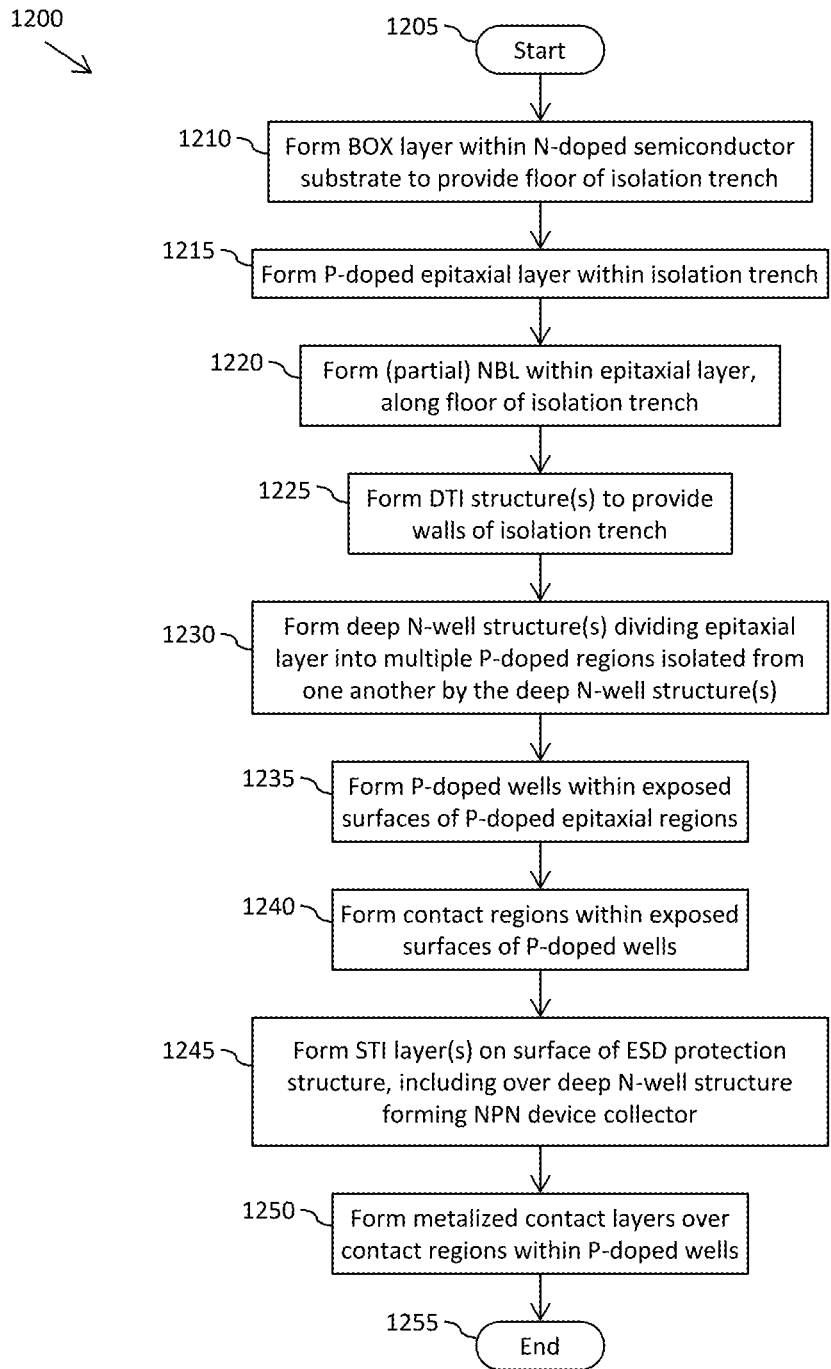 1200
1205
Start
1210
Form BOX layer within N-doped semiconductor
substrate to provide floor of isolation trench
1215
Form P-doped epitaxial layer within isolation trench
1220
Form (partial) NBL within epitaxial layer,
along floor of isolation trench
1225
Form DTI structure(s) to provide
walls of isolation trench
1230
Form deep N-well structure(s) dividing epitaxial
layer into multiple P-doped regions isolated from
one another by the deep N-well structure(s)
1235
Form P-doped wells within exposed
surfaces of P-doped epitaxial regions
1240
Form contact regions within exposed
surfaces of P-doped wells
1245
Form STI layer(s) on surface of ESD protection
structure, including over deep N-well structure
forming NPN device collector
1250
Form metalized contact layers over
contact regions within P-doped wells
1255
End